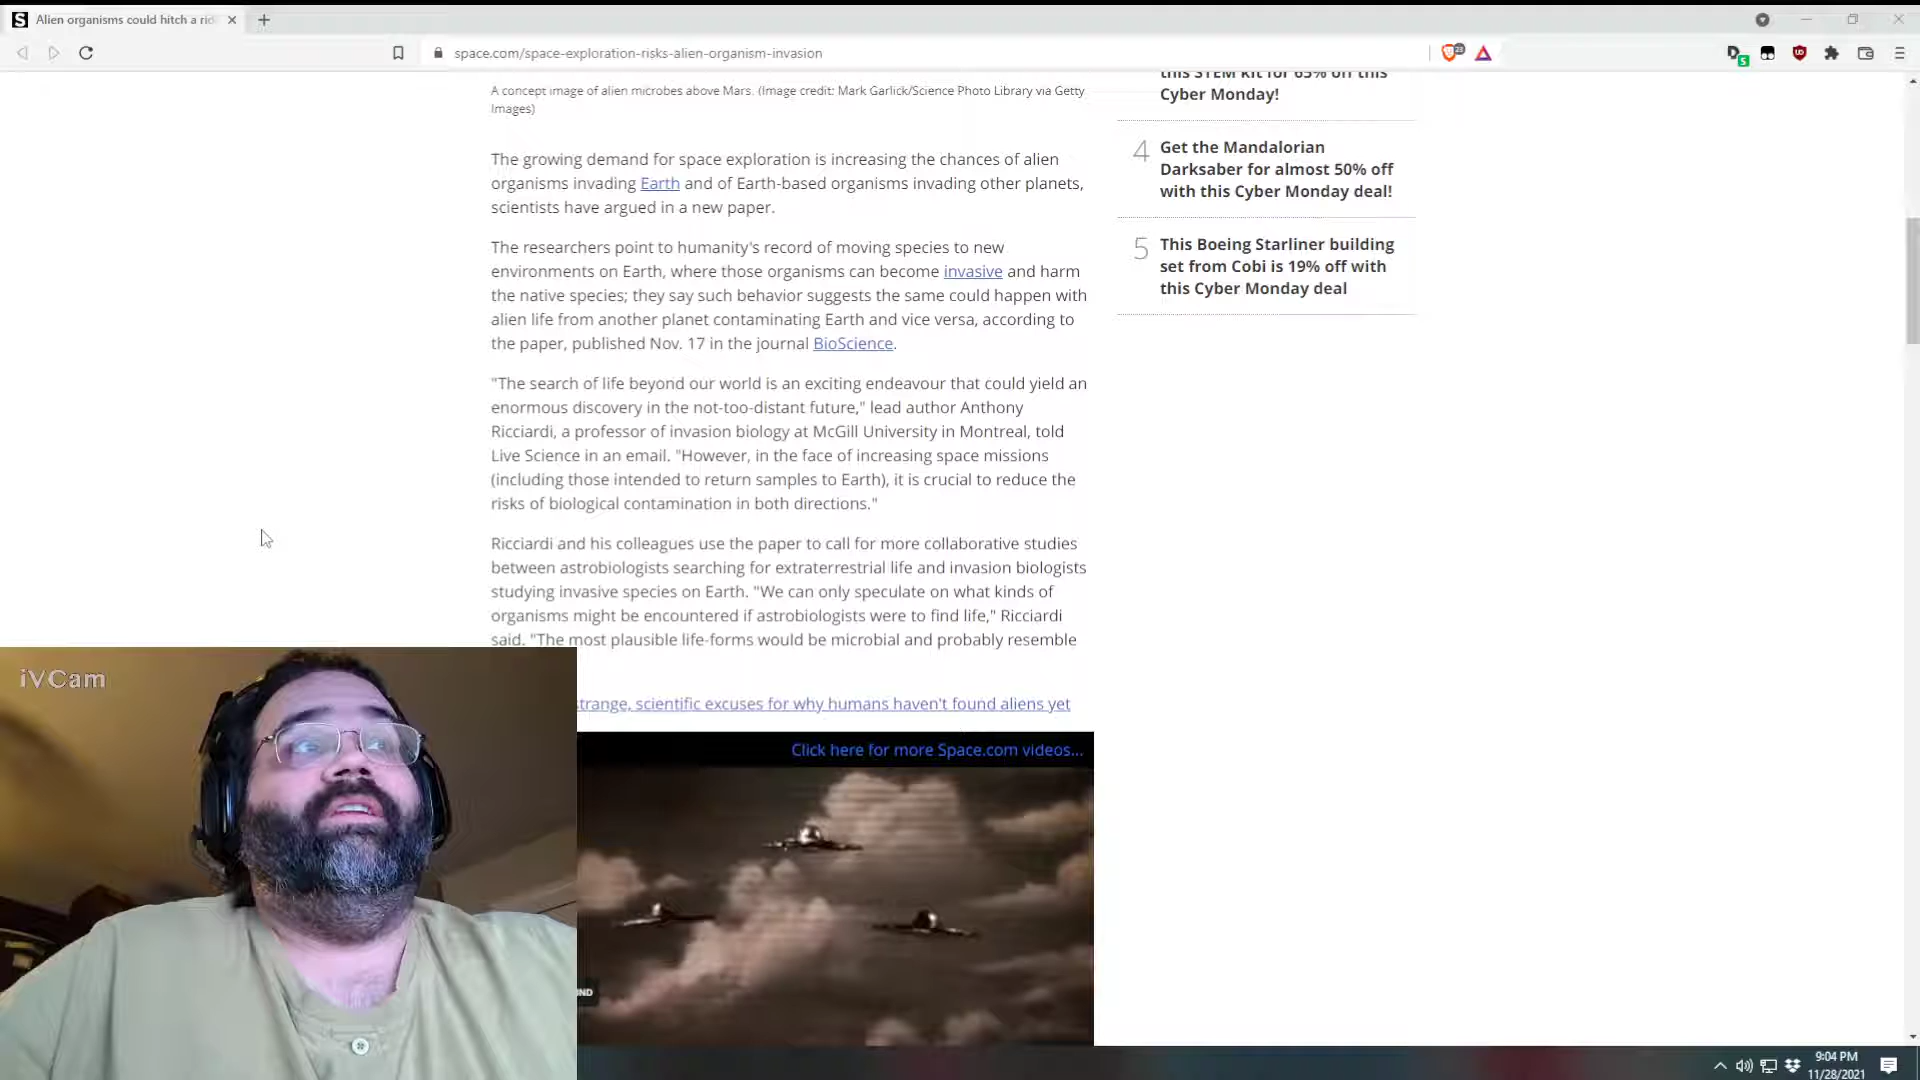 Alien organisms could hitch a rid
space.com/space-exploration-risks-alien-organism-invasion
23
A concept image of alien microbes above Mars. (Image credit: Mark Garlick/Science Photo Library via Getty
Images)
The growing demand for space exploration is increasing the chances of alien
organisms invading Earth and of Earth-based organisms invading other planets,
scientists have argued in a new paper.
The researchers point to humanity's record of moving species to new
environments on Earth, where those organisms can become invasive and harm
the native species; they say such behavior suggests the same could happen with
alien life from another planet contaminating Earth and vice versa, according to
the paper, published Nov. 17 in the journal BioScience.
"The search of life beyond our world is an exciting endeavour that could yield an
enormous discovery in the not-too-distant future," lead author Anthony
Ricciardi, a professor of invasion biology at McGill University in Montreal, told
Live Science in an email. "However, in the face of increasing space missions
(including those intended to return samples to Earth), it is crucial to reduce the
risks of biological contamination in both directions."
Ricciardi and his colleagues use the paper to call for more collaborative studies
between astrobiologists searching for extraterrestrial life and invasion biologists
studying invasive species on Earth. "We can only speculate on what kinds of
organisms might be encountered if astrobiologists were to find life," Ricciardi
said. "The most plausible life-forms would be microbial and probably resemble
strange, scientific excuses for why humans haven't found aliens yet
Click here for more Space.com videos...
this STEM kit for 65% off this
Cyber Monday!
4
Get the Mandalorian
Darksaber for almost 50% off
with this Cyber Monday deal!
5
This Boeing Starliner building
set from Cobi is 19% off with
this Cyber Monday deal
iVCam
IND
9:04 PM
11/28/2021